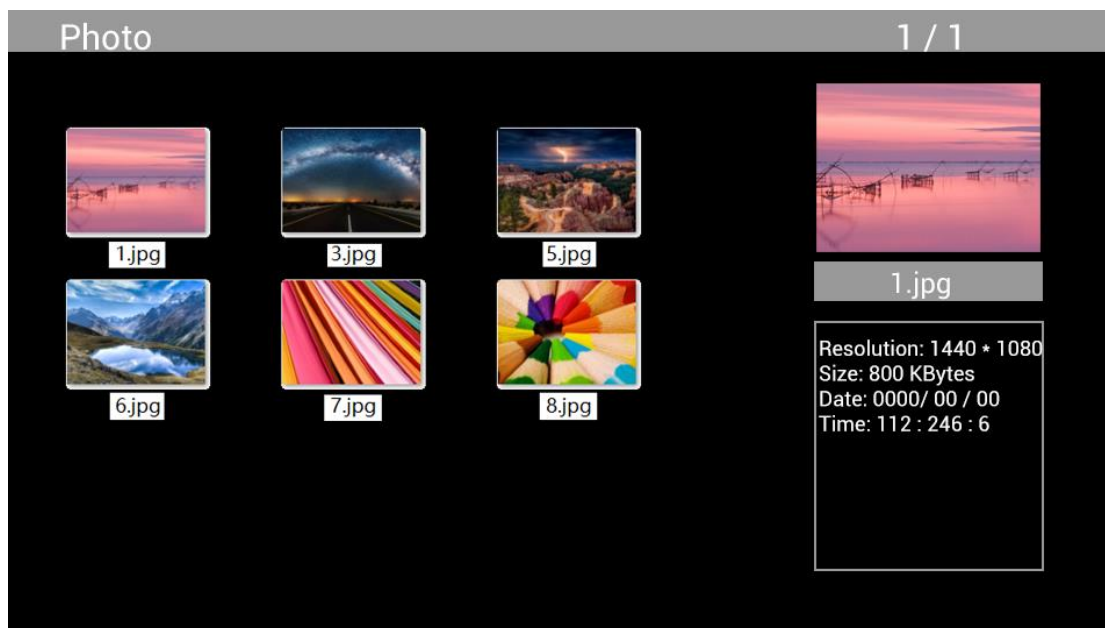 Photo 1 / 1
1.jpg 3.jpg 5.jpg
6.jpg 7.jpg 8.jpg
1.jpg
Resolution: 1440 * 1080
Size: 800 KBytes
Date: 0000/ 00 / 00
Time: 112 : 246 : 6